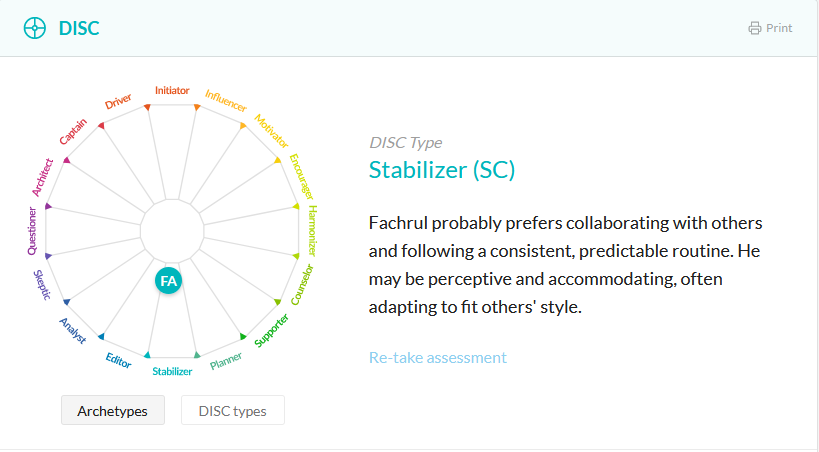 DISC
Print
Initiator
Influencer
Motivator
Encourager
Harmonizer
Counselor
Supporter
Planner
Stabilizer
Editor
Analyst
Skeptic
Questioner
Architect
Captain
Driver
FA
Archetypes
DISC types
DISC Type
Stabilizer (SC)
Fachrul probably prefers collaborating with others
and following a consistent, predictable routine. He
may be perceptive and accommodating, often
adapting to fit others' style.
Re-take assessment